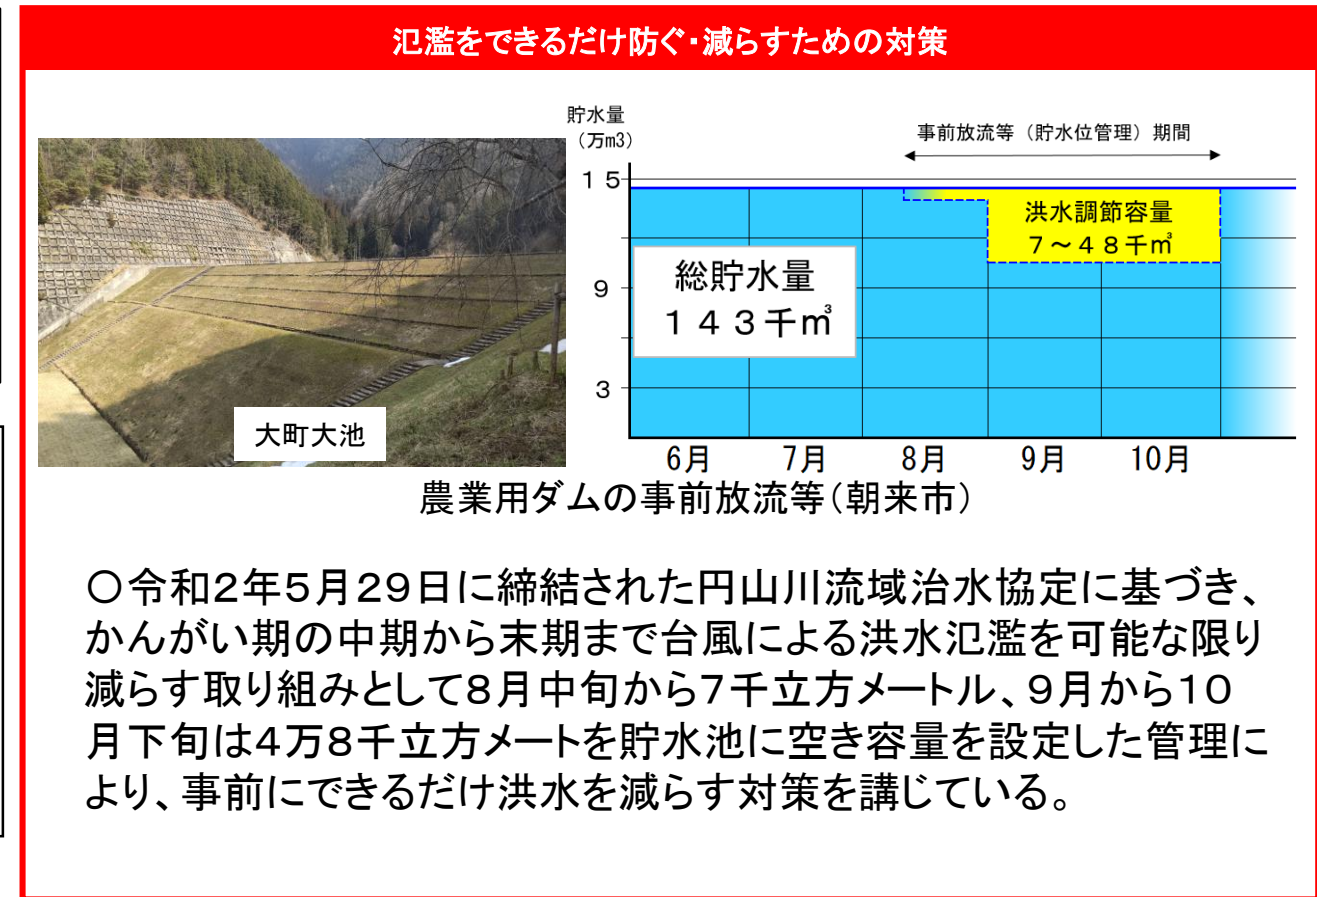 氾濫をできるだけ防ぐ・減らすための対策
貯水量
（万m3）
事前放流等（貯水位管理）期間
１５
９
３
洪水調節容量
７～４８千㎥
総貯水量
１４３千㎥
大町大池
6月
7月
8月
9月
10月
農業用ダムの事前放流等（朝来市）
〇令和２年５月２９日に締結された円山川流域治水協定に基づき、
かんがい期の中期から末期まで台風による洪水氾濫を可能な限り
減らす取り組みとして８月中旬から７千立方メートル、９月から１０
月下旬は４万８千立方メートを貯水池に空き容量を設定した管理に
より、事前にできるだけ洪水を減らす対策を講じている。